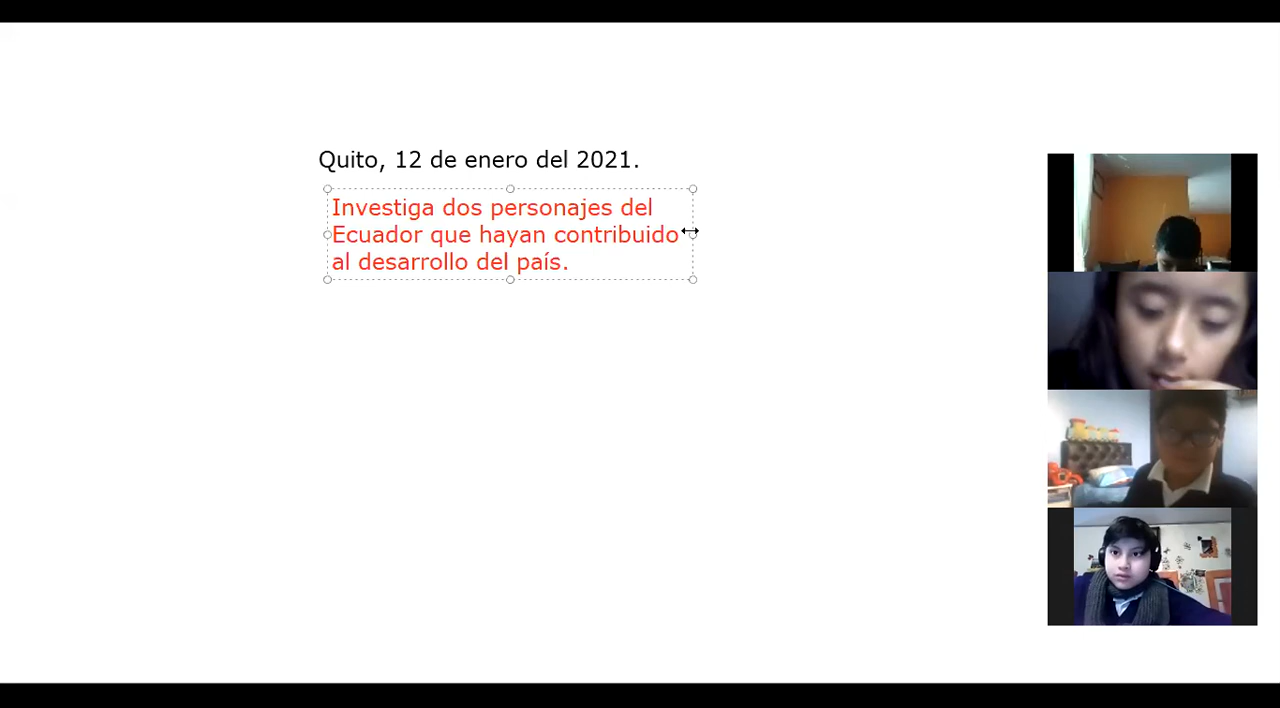 Quito, 12 de enero del 2021.
Investiga dos personajes del
Ecuador que hayan contribuido
al desarrollo del país.